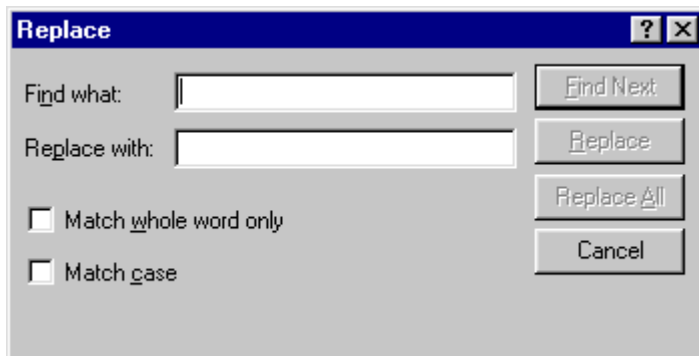 Replace
Find what:
Find Next
Replace with:
Replace
Replace All
Match whole word only
Cancel
Match case